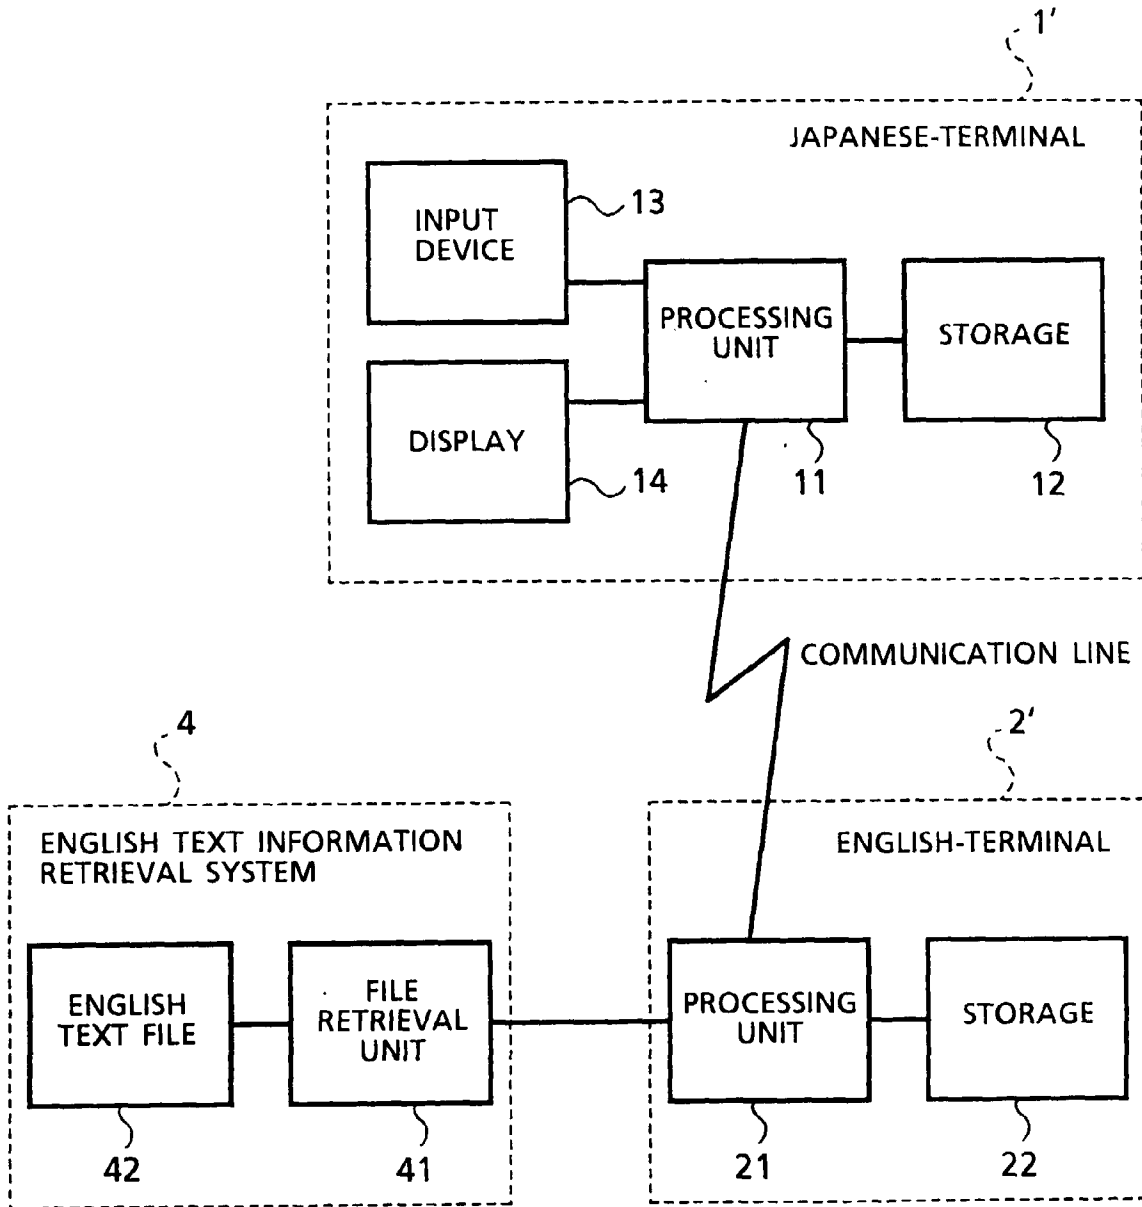 1'
JAPANESE-TERMINAL
INPUT
DEVICE
13
PROCESSING
UNIT
STORAGE
DISPLAY
14
11
12
COMMUNICATION LINE
4
2'
ENGLISH TEXT INFORMATION
RETRIEVAL SYSTEM
ENGLISH-TERMINAL
ENGLISH
TEXT FILE
FILE
RETRIEVAL
UNIT
PROCESSING
UNIT
STORAGE
42
41
21
22